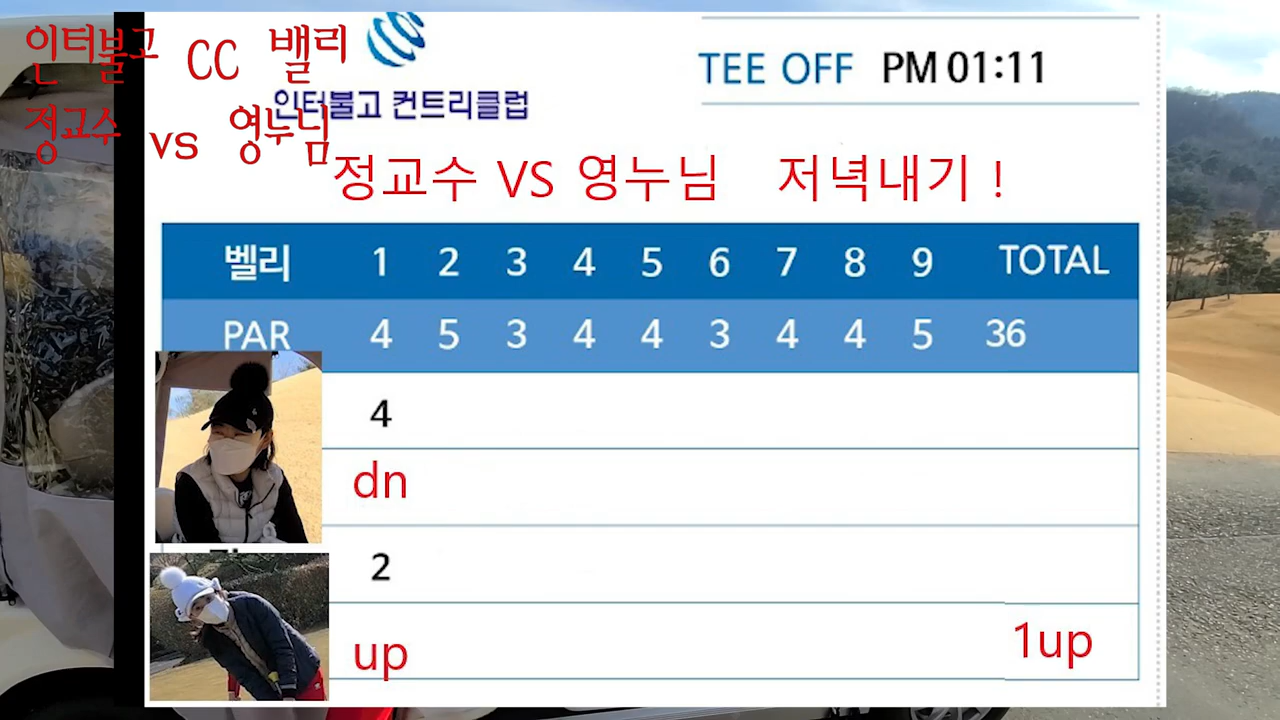 인터불고 CC 밸리
정교수 vs 영누님
인터불고 컨트리클럽
TEE OFF PM 01:11
정교수 VS 영누님 저녁내기 !
벨리 1 2 3 4 5 6 7 8 9 TOTAL
PAR 4 5 3 4 4 3 4 4 5 36
4
dn
2
up 1up